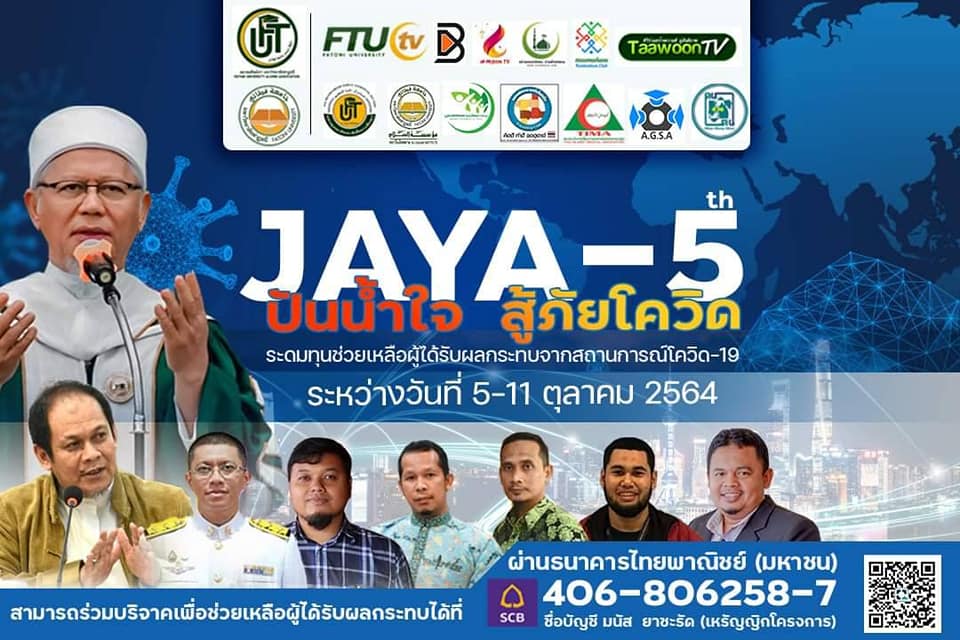 FTU tv
PATONI UNIVERSITY
TaawoonTV
TIMA
A.G.S.A
JAYA-5th
ปันน้ำใจ สู้ภัยโควิด
ระดมทุนช่วยเหลือผู้ได้รับผลกระทบจากสถานการณ์โควิด-19
ระหว่างวันที่ 5-11 ตุลาคม 2564
ผ่านธนาคารไทยพาณิชย์ (มหาชน)
406-806258-7
SCB
ชื่อบัญชี มนัส ยาซะรัด (เหรัญญิกโครงการ)
สามารถร่วมบริจาคเพื่อช่วยเหลือผู้ได้รับผลกระทบได้ที่